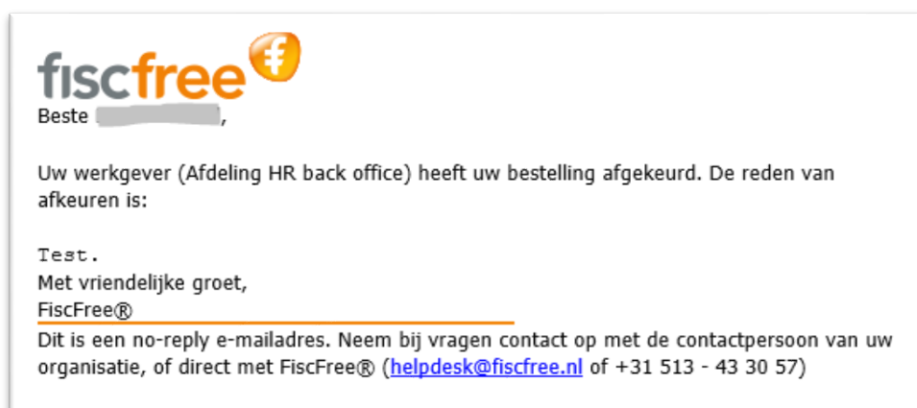 fiscfree f
Beste ,
Uw werkgever (Afdeling HR back office) heeft uw bestelling afgekeurd. De reden van
afkeuren is:
Test.
Met vriendelijke groet,
FiscFree®
Dit is een no-reply e-mailadres. Neem bij vragen contact op met de contactpersoon van uw
organisatie, of direct met FiscFree® (helpdesk@fiscfree.nl of +31 513 - 43 30 57)